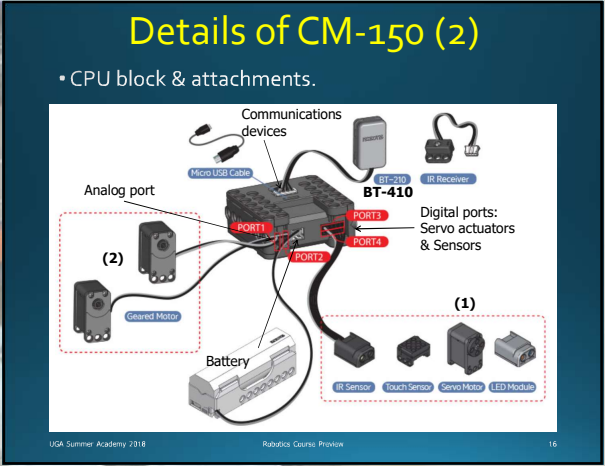 Details of CM-150 (2)
• CPU block & attachments.
Communications
devices
Micro USB Cable
BT-210
BT-410
IR Receiver
Analog port
PORT1
PORT2
PORT3
PORT4
Digital ports:
Servo actuators
& Sensors
(2)
Geared Motor
(1)
Battery
IR Sensor
Touch Sensor
Servo Motor
LED Module
UGA Summer Academy 2018
Robotics Course Preview
16